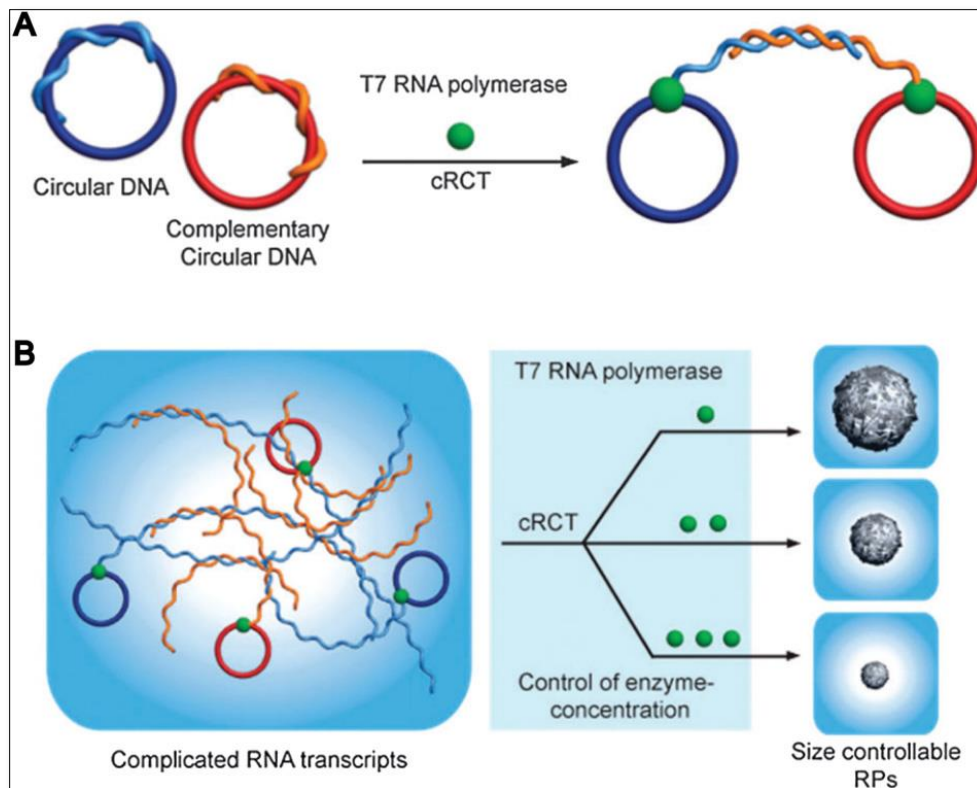 A
T7 RNA polymerase
cRCT
Circular DNA
Complementary
Circular DNA
B
T7 RNA polymerase
cRCT
Control of enzyme-
concentration
Complicated RNA transcripts
Size controllable
RPs